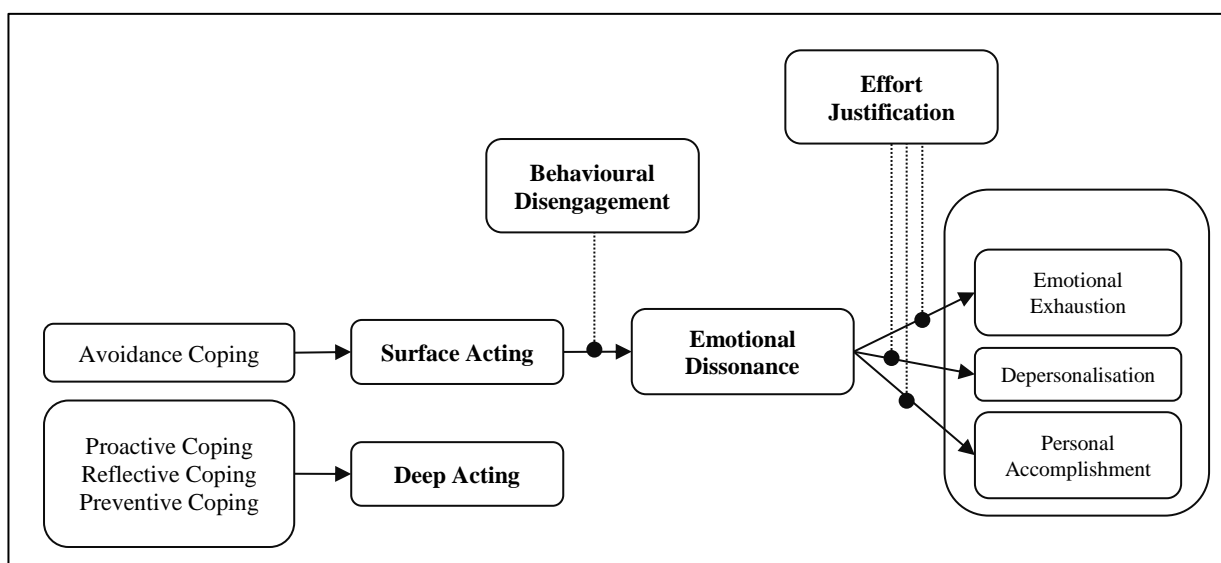 Effort
Justification
Behavioural
Disengagement
Emotional
Exhaustion
Avoidance Coping
Surface Acting
Emotional
Dissonance
Depersonalisation
Proactive Coping
Reflective Coping
Preventive Coping
Deep Acting
Personal
Accomplishment